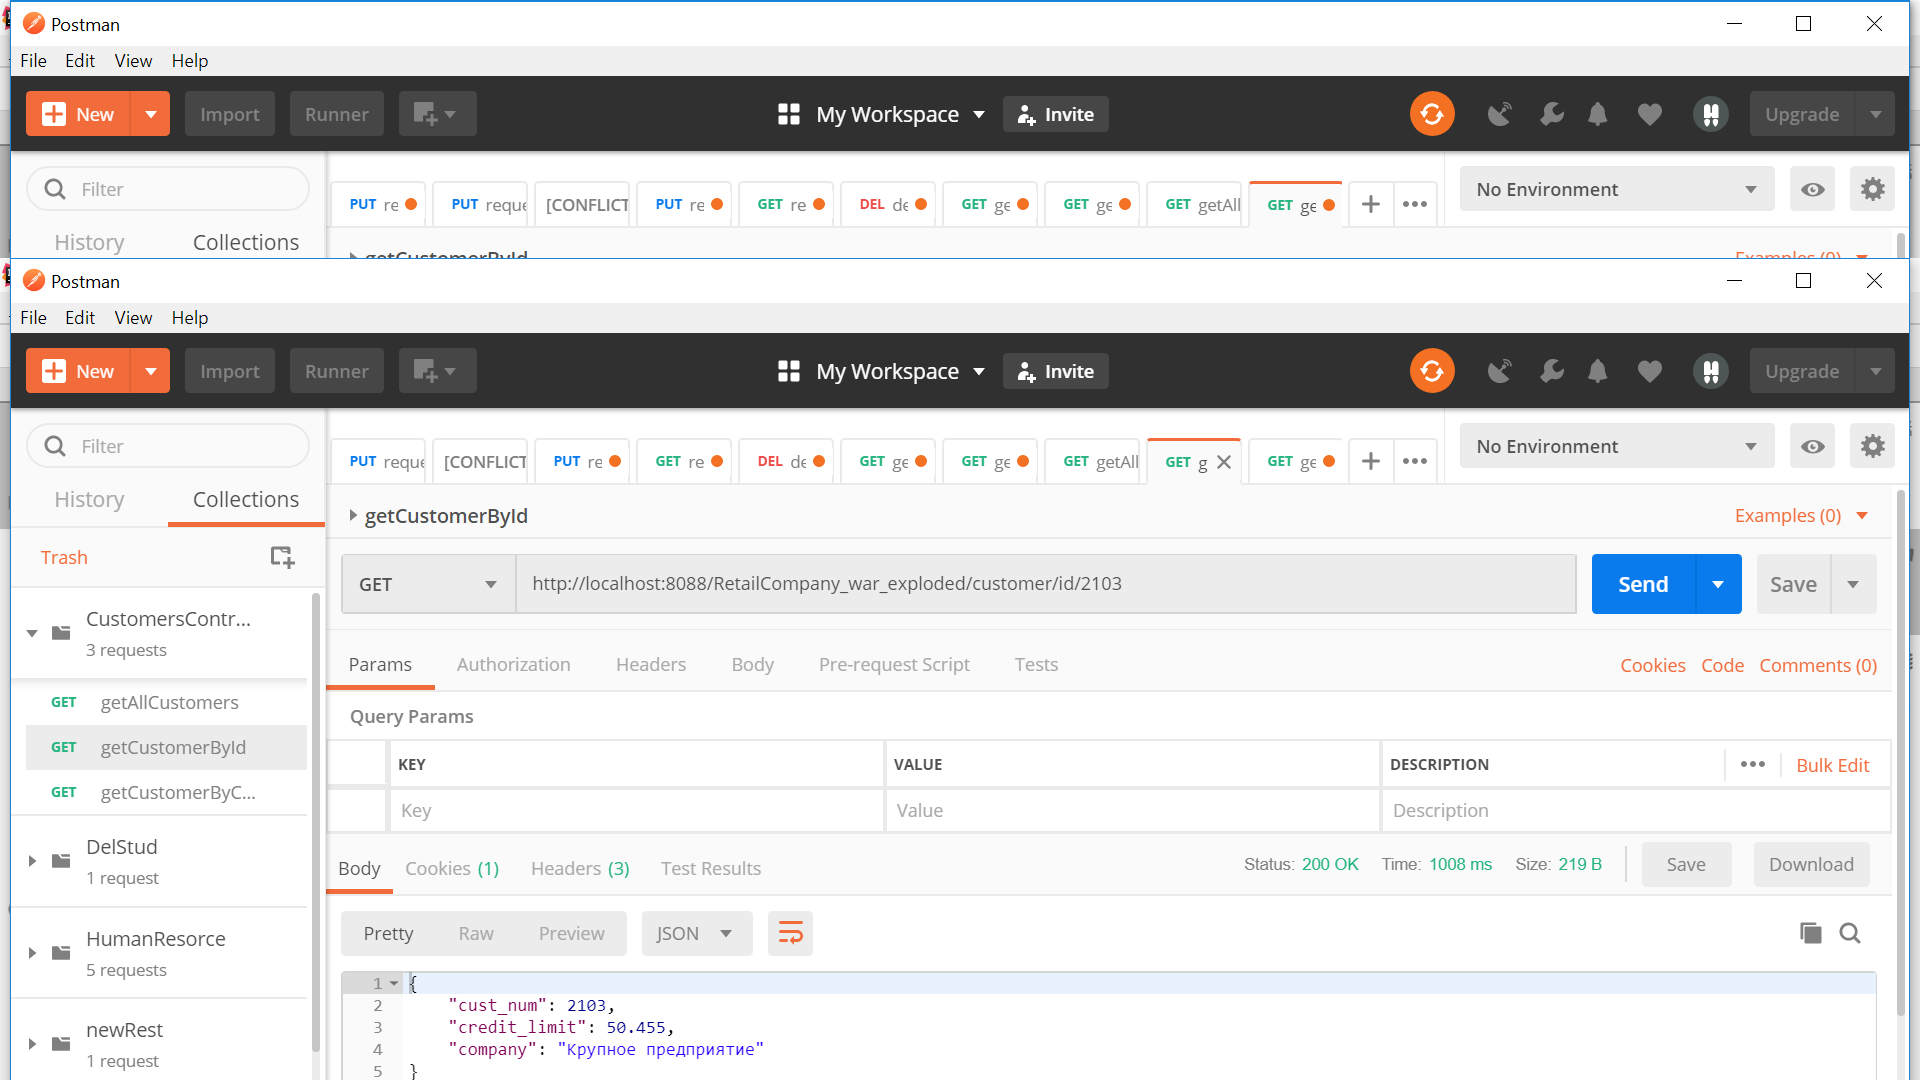 Postman
File Edit View Help
New Import Runner My Workspace Invite Upgrade
Filter
PUT re PUT reque [CONFLICT PUT re GET re DEL de GET ge GET ge GET getAll GET ge + ••• No Environment
History Collections
getCustomerById Examples (0)
Postman
File Edit View Help
New Import Runner My Workspace Invite Upgrade
Filter
PUT reque [CONFLICT PUT re GET re DEL de GET ge GET ge GET getAll GET g GET ge + ••• No Environment
History Collections
getCustomerById Examples (0)
Trash
GET http://localhost:8088/RetailCompany_war_exploded/customer/id/2103 Send Save
CustomersContr...
3 requests
Params Authorization Headers Body Pre-request Script Tests Cookies Code Comments (0)
GET getAllCustomers
Query Params
GET getCustomerById
KEY VALUE DESCRIPTION ••• Bulk Edit
GET getCustomerByC...
Key Value Description
DelStud
1 request
Body Cookies (1) Headers (3) Test Results Status: 200 OK Time: 1008 ms Size: 219 B Save Download
HumanResorce
5 requests
Pretty Raw Preview JSON
newRest
1 request
1 {
2 "cust_num": 2103,
3 "credit_limit": 50.455,
4 "company": "Крупное предприятие"
5 }